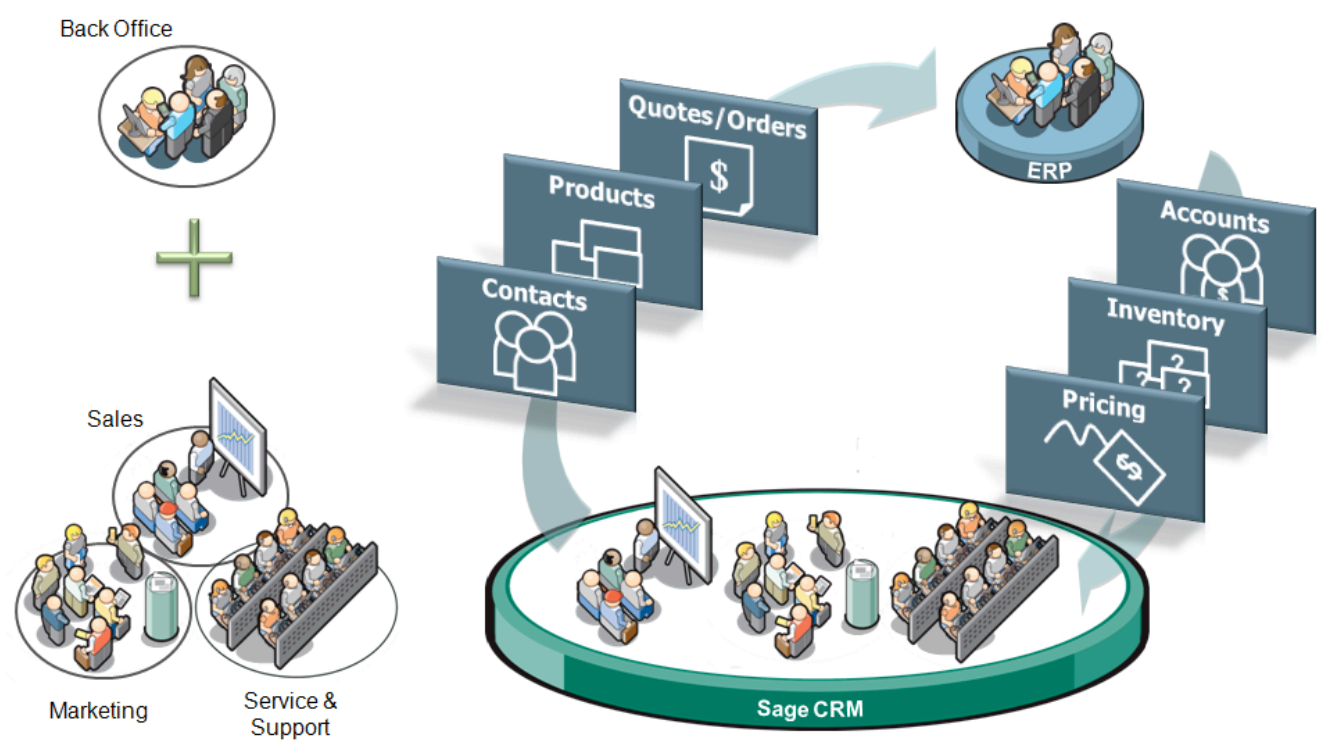 Back Office
Quotes/Orders
$
ERP
Products
Accounts
$
Contacts
Inventory
?
? ?
Pricing
$
Sales
Sage CRM
Marketing
Service &
Support